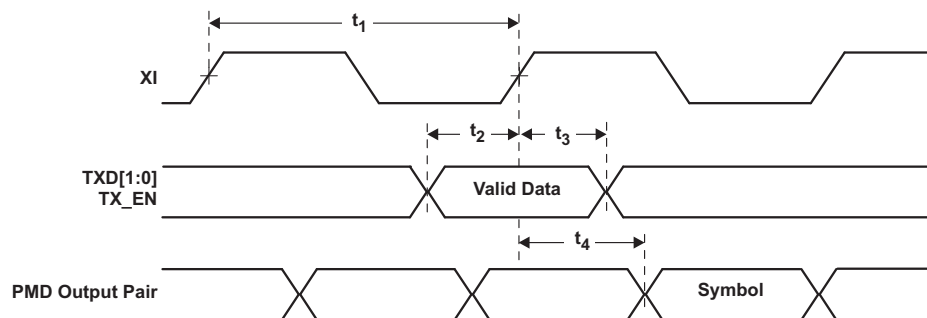 t1
XI
t2
t3
TXD[1:0]
TX_EN
Valid Data
t4
PMD Output Pair
Symbol